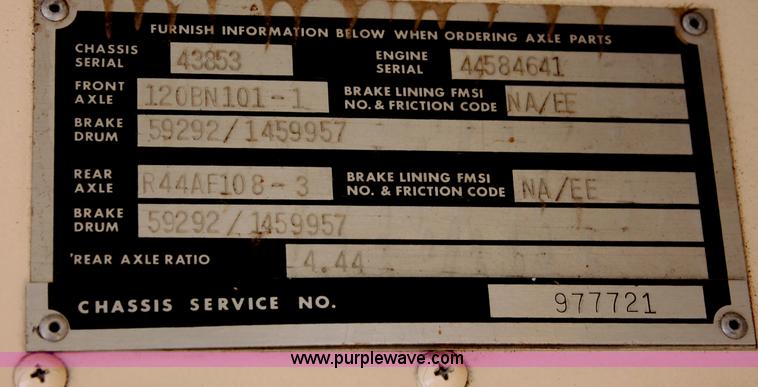 FURNISH INFORMATION BELOW WHEN ORDERING AXLE PARTS
CHASSIS SERIAL 43853 ENGINE SERIAL 44584641
FRONT AXLE 120BN101-1 BRAKE LINING FMSI NO. & FRICTION CODE NA/EE
BRAKE DRUM 59292/1459957
REAR AXLE R44AF108-3 BRAKE LINING FMSI NO. & FRICTION CODE NA/EE
BRAKE DRUM 59292/1459957
REAR AXLE RATIO 4.44
CHASSIS SERVICE NO. 977721
www.purplewave.com